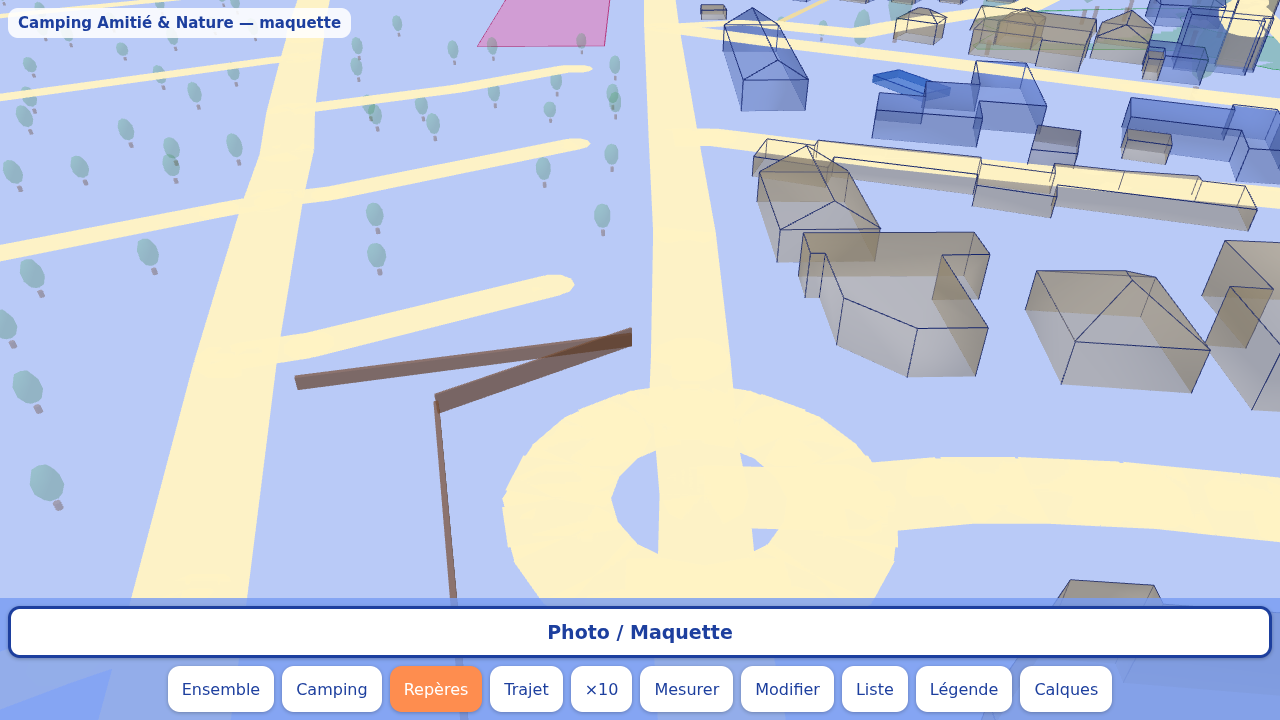 Camping Amitié & Nature — maquette
Photo / Maquette
Ensemble
Camping
Repères
Trajet
×10
Mesurer
Modifier
Liste
Légende
Calques